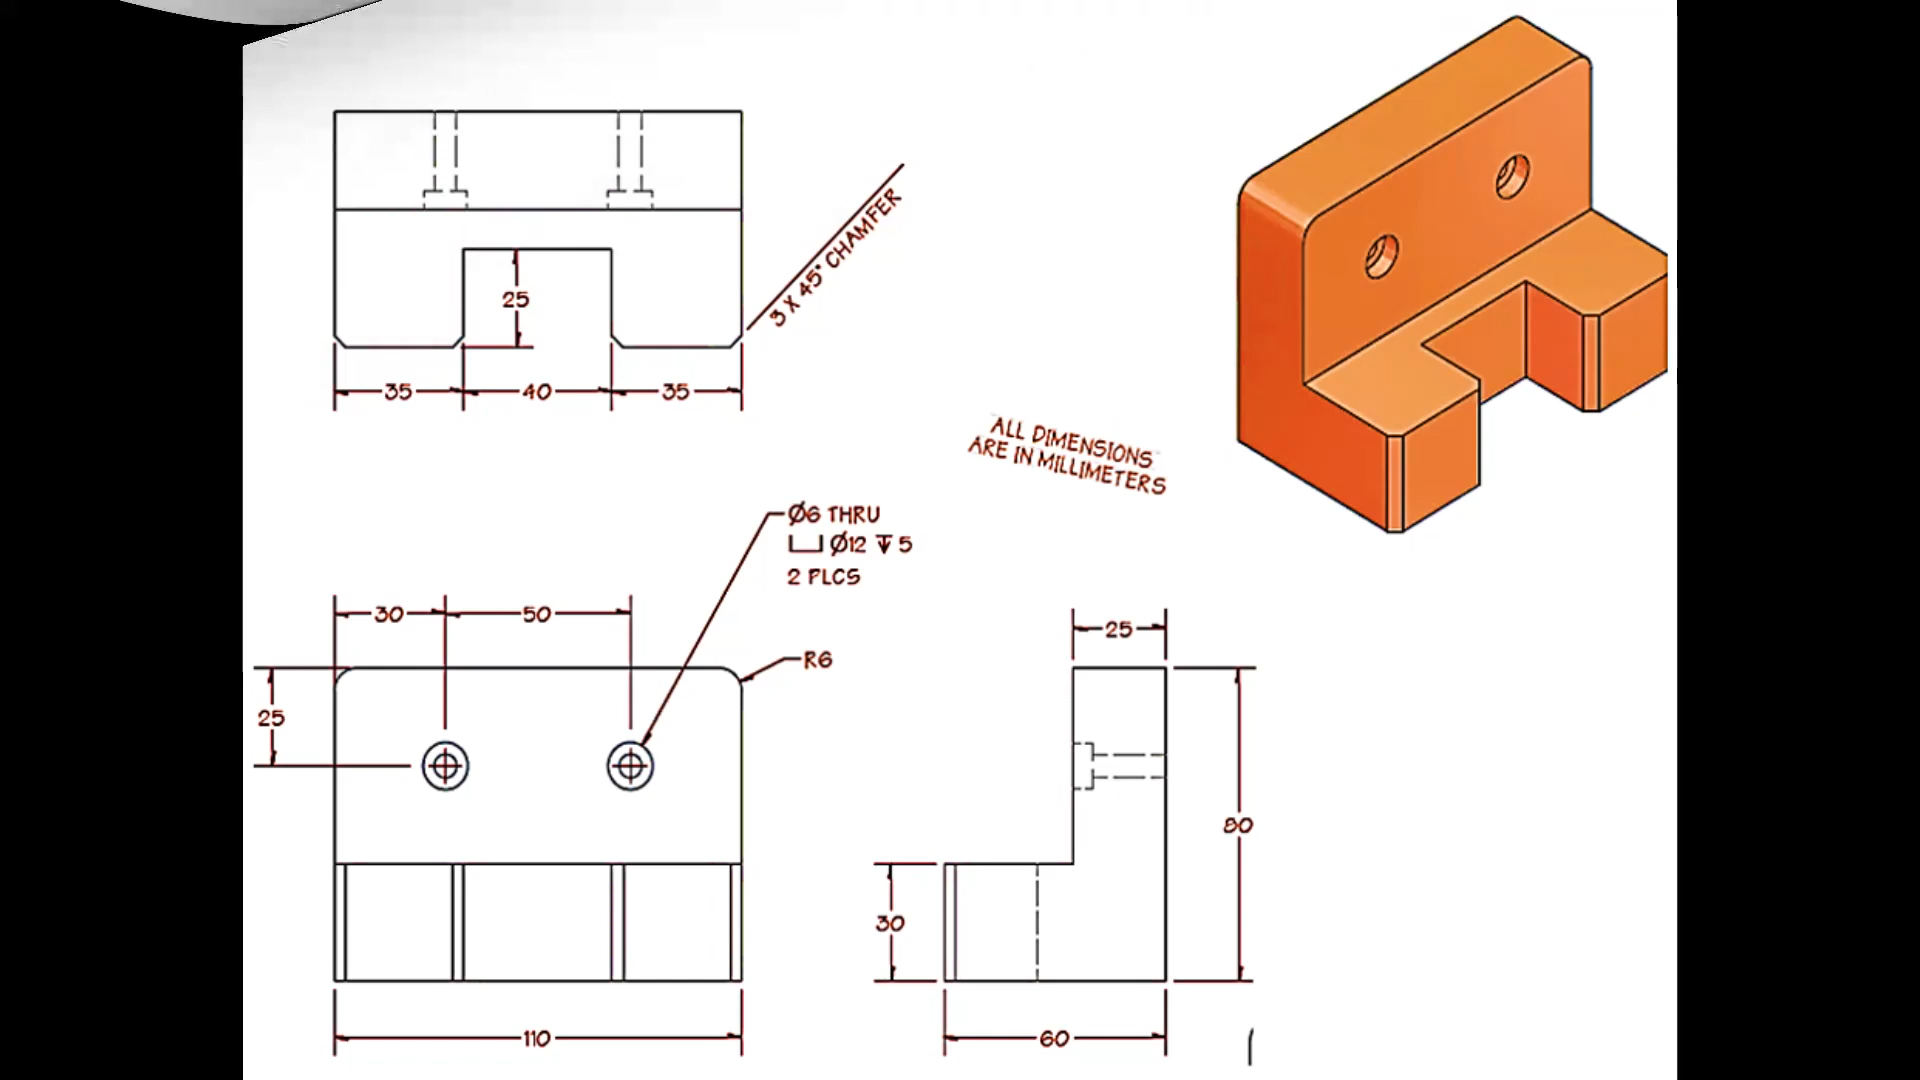 25
3 X 45° CHAMFER
35
40
35
ALL DIMENSIONS
ARE IN MILLIMETERS
Ø6 THRU
⌴ Ø12 ↧ 5
2 PLCS
30
50
R6
25
25
80
30
110
60